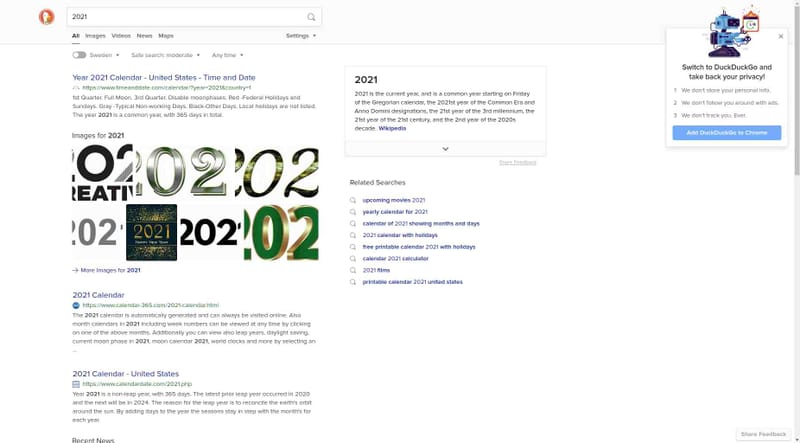 2021
All Images Videos News Maps Settings
Sweden Safe search: moderate Any time
Year 2021 Calendar - United States - Time and Date
https://www.timeanddate.com/calendar/?year=2021&country=1
1st Quarter. Full Moon. 3rd Quarter. Disable moonphases. Red -Federal Holidays and
Sundays. Gray -Typical Non-working Days. Black-Other Days. Local holidays are not listed.
The year 2021 is a common year, with 365 days in total.
Images for 2021
202
REATIV
2021
202
202
2021
Happy New Year
202
202
More Images for 2021
2021 Calendar
https://www.calendar-365.com/2021-calendar.html
The 2021 calendar is automatically generated and can always be visited online. Also
month calendars in 2021 including week numbers can be viewed at any time by clicking
on one of the above months. Additionally you can view also leap years, daylight saving,
current moon phase in 2021, moon calendar 2021, world clocks and more by selecting an
...
2021 Calendar - United States
https://www.calendardate.com/2021.php
Year 2021 is a non-leap year, with 365 days. The latest prior leap year occurred in 2020
and the next will be in 2024. The reason for the leap year is to reconcile the earth's orbit
around the sun. By adding days to the year the seasons stay in step with the month's for
each year.
Recent News
2021
2021 is the current year, and is a common year starting on Friday
of the Gregorian calendar, the 2021st year of the Common Era and
Anno Domini designations, the 21st year of the 3rd millennium, the
21st year of the 21st century, and the 2nd year of the 2020s
decade. Wikipedia
Share Feedback
Related Searches
upcoming movies 2021
yearly calendar for 2021
calendar of 2021 showing months and days
2021 calendar with holidays
free printable calendar 2021 with holidays
calendar 2021 calculator
2021 films
printable calendar 2021 united states
Switch to DuckDuckGo and
take back your privacy!
1 We don't store your personal info.
2 We don't follow you around with ads.
3 We don't track you. Ever.
Add DuckDuckGo to Chrome
Share Feedback